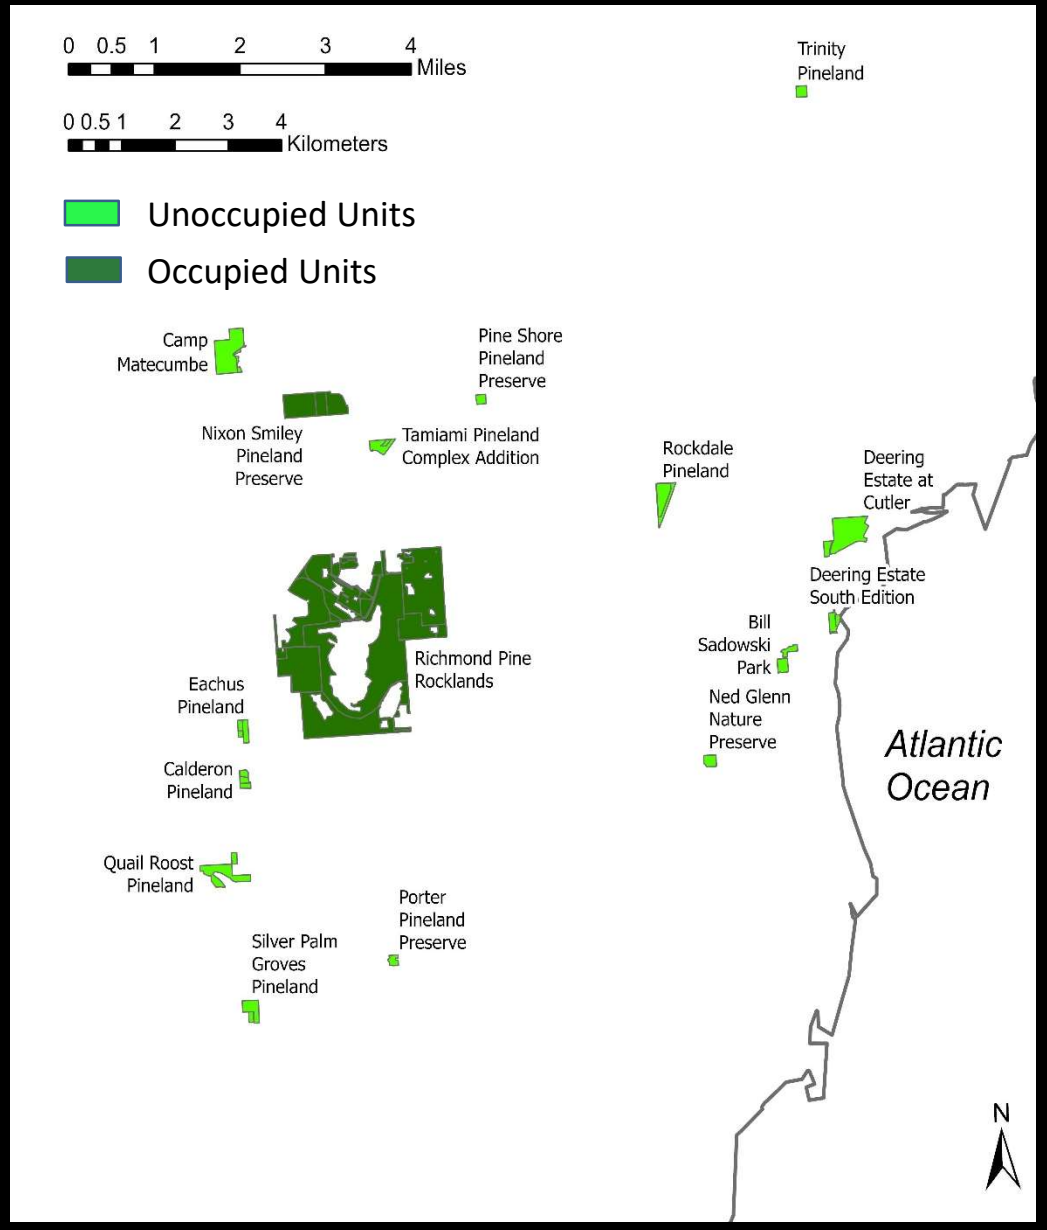 0 0.5 1 2 3 4
Miles
0 0.5 1 2 3 4
Kilometers
Unoccupied Units
Occupied Units
Trinity
Pineland
Camp
Matecumbe
Pine Shore
Pineland
Preserve
Nixon Smiley
Pineland
Preserve
Tamiami Pineland
Complex Addition
Rockdale
Pineland
Deering
Estate at
Cutler
Deering Estate
South Edition
Bill
Sadowski
Park
Richmond Pine
Rocklands
Eachus
Pineland
Ned Glenn
Nature
Preserve
Atlantic
Ocean
Calderon
Pineland
Quail Roost
Pineland
Porter
Pineland
Preserve
Silver Palm
Groves
Pineland
N